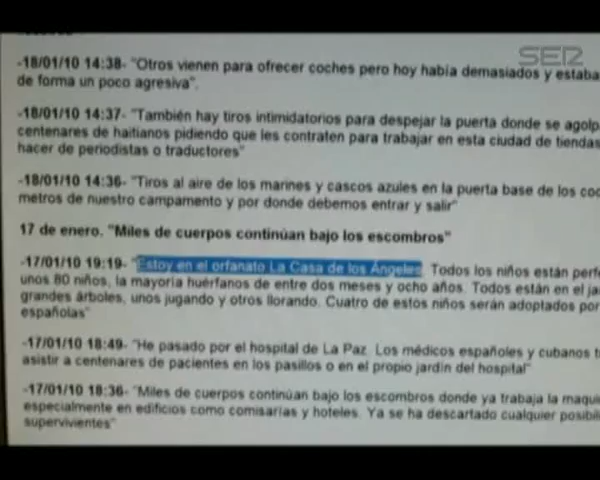 SER
-18/01/10 14:38- "Otros vienen para ofrecer coches pero hoy había demasiados y estaba
de forma un poco agresiva".
-18/01/10 14:37- "También hay tiros intimidatorios para despejar la puerta donde se agolp
centenares de haitianos pidiendo que les contraten para trabajar en esta ciudad de tiendas
hacer de periodistas o traductores"
-18/01/10 14:36- "Tiros al aire de los marines y cascos azules en la puerta base de los coc
metros de nuestro campamento y por donde debemos entrar y salir"
17 de enero. "Miles de cuerpos continúan bajo los escombros"
-17/01/10 19:19- "Estoy en el orfanato La Casa de los Ángeles. Todos los niños están perfe
unos 80 niños, la mayoría huérfanos de entre dos meses y ocho años. Todos están en el jar
grandes árboles, unos jugando y otros llorando. Cuatro de estos niños serán adoptados por
españolas"
-17/01/10 18:49- "He pasado por el hospital de La Paz. Los médicos españoles y cubanos t
asistir a centenares de pacientes en los pasillos o en el propio jardín del hospital"
-17/01/10 18:36- "Miles de cuerpos continúan bajo los escombros donde ya trabaja la maqui
especialmente en edificios como comisarías y hoteles. Ya se ha descartado cualquier posibil
supervivientes"